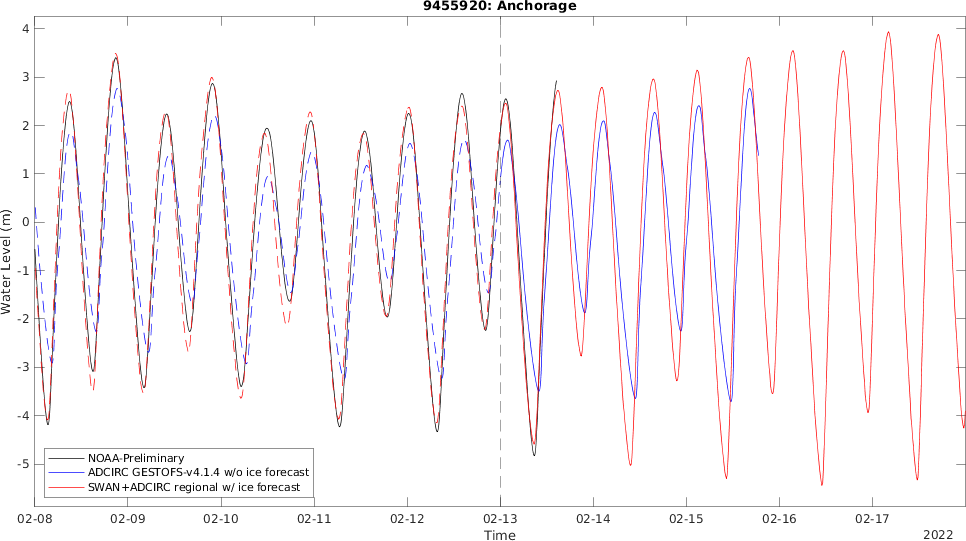 9455920: Anchorage
4
3
2
1
0
-1
-2
-3
-4
-5
Water Level (m)
NOAA-Preliminary
ADCIRC GESTOFS-v4.1.4 w/o ice forecast
SWAN+ADCIRC regional w/ ice forecast
02-08 02-09 02-10 02-11 02-12 02-13 02-14 02-15 02-16 02-17
Time
2022